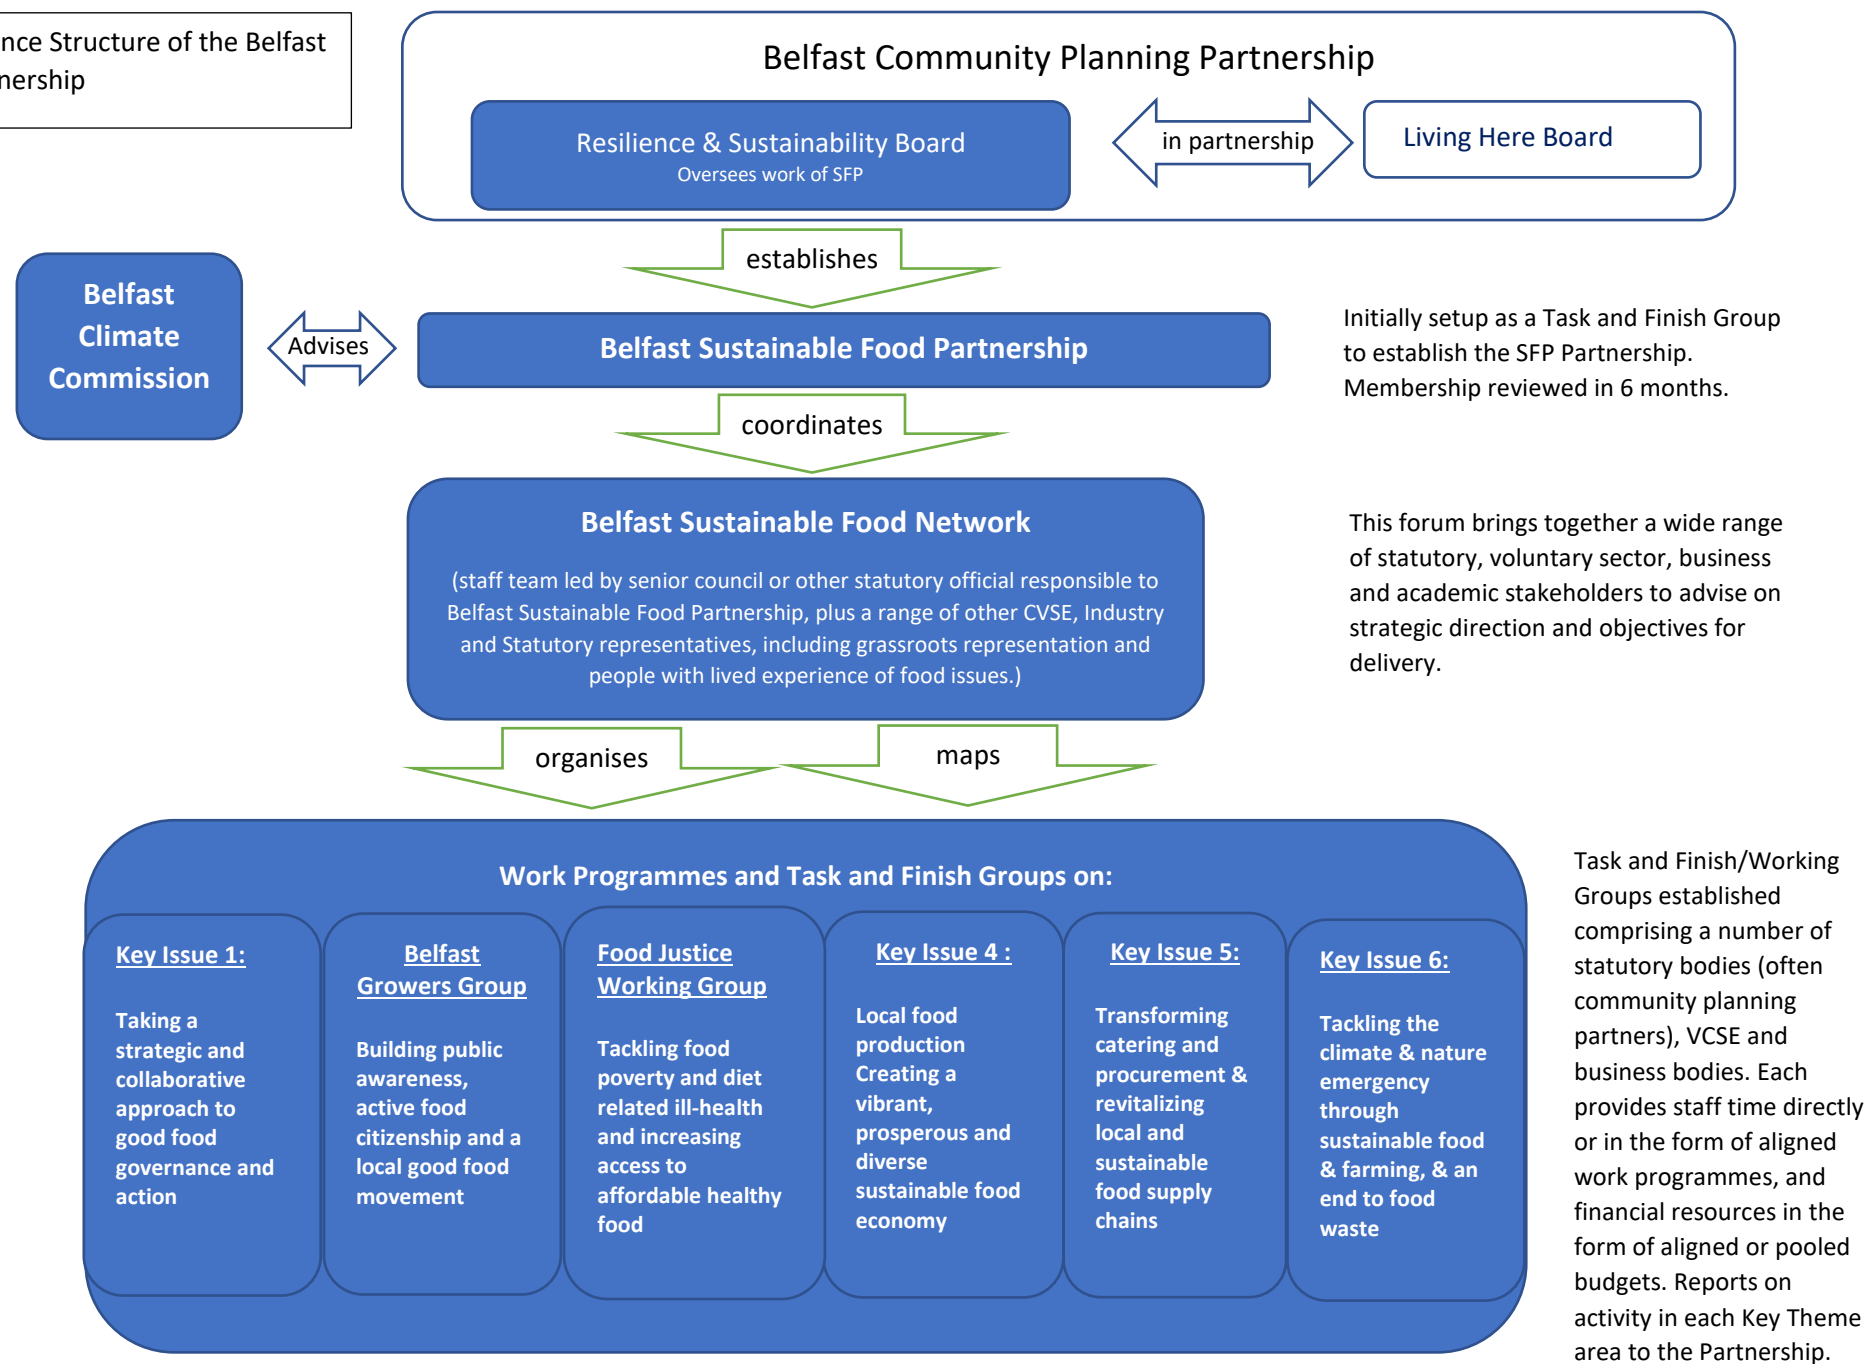 nce Structure of the Belfast
nership
Belfast Community Planning Partnership
Resilience & Sustainability Board
Oversees work of SFP
in partnership
Living Here Board
establishes
Belfast
Climate
Commission
Advises
Belfast Sustainable Food Partnership
Initially setup as a Task and Finish Group
to establish the SFP Partnership.
Membership reviewed in 6 months.
coordinates
Belfast Sustainable Food Network
(staff team led by senior council or other statutory official responsible to
Belfast Sustainable Food Partnership, plus a range of other CVSE, Industry
and Statutory representatives, including grassroots representation and
people with lived experience of food issues.)
This forum brings together a wide range
of statutory, voluntary sector, business
and academic stakeholders to advise on
strategic direction and objectives for
delivery.
organises
maps
Work Programmes and Task and Finish Groups on:
Key Issue 1:
Taking a
strategic and
collaborative
approach to
good food
governance and
action
Belfast
Growers Group
Building public
awareness,
active food
citizenship and a
local good food
movement
Food Justice
Working Group
Tackling food
poverty and diet
related ill-health
and increasing
access to
affordable healthy
food
Key Issue 4 :
Local food
production
Creating a
vibrant,
prosperous and
diverse
sustainable food
economy
Key Issue 5:
Transforming
catering and
procurement &
revitalizing
local and
sustainable
food supply
chains
Key Issue 6:
Tackling the
climate & nature
emergency
through
sustainable food
& farming, & an
end to food
waste
Task and Finish/Working
Groups established
comprising a number of
statutory bodies (often
community planning
partners), VCSE and
business bodies. Each
provides staff time directly
or in the form of aligned
work programmes, and
financial resources in the
form of aligned or pooled
budgets. Reports on
activity in each Key Theme
area to the Partnership.